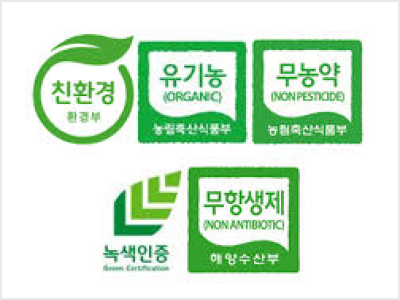 친환경
환경부
유기농
(ORGANIC)
농림축산식품부
무농약
(NON PESTICIDE)
농림축산식품부
녹색인증
Green Certification
무항생제
(NON ANTIBIOTIC)
해양수산부